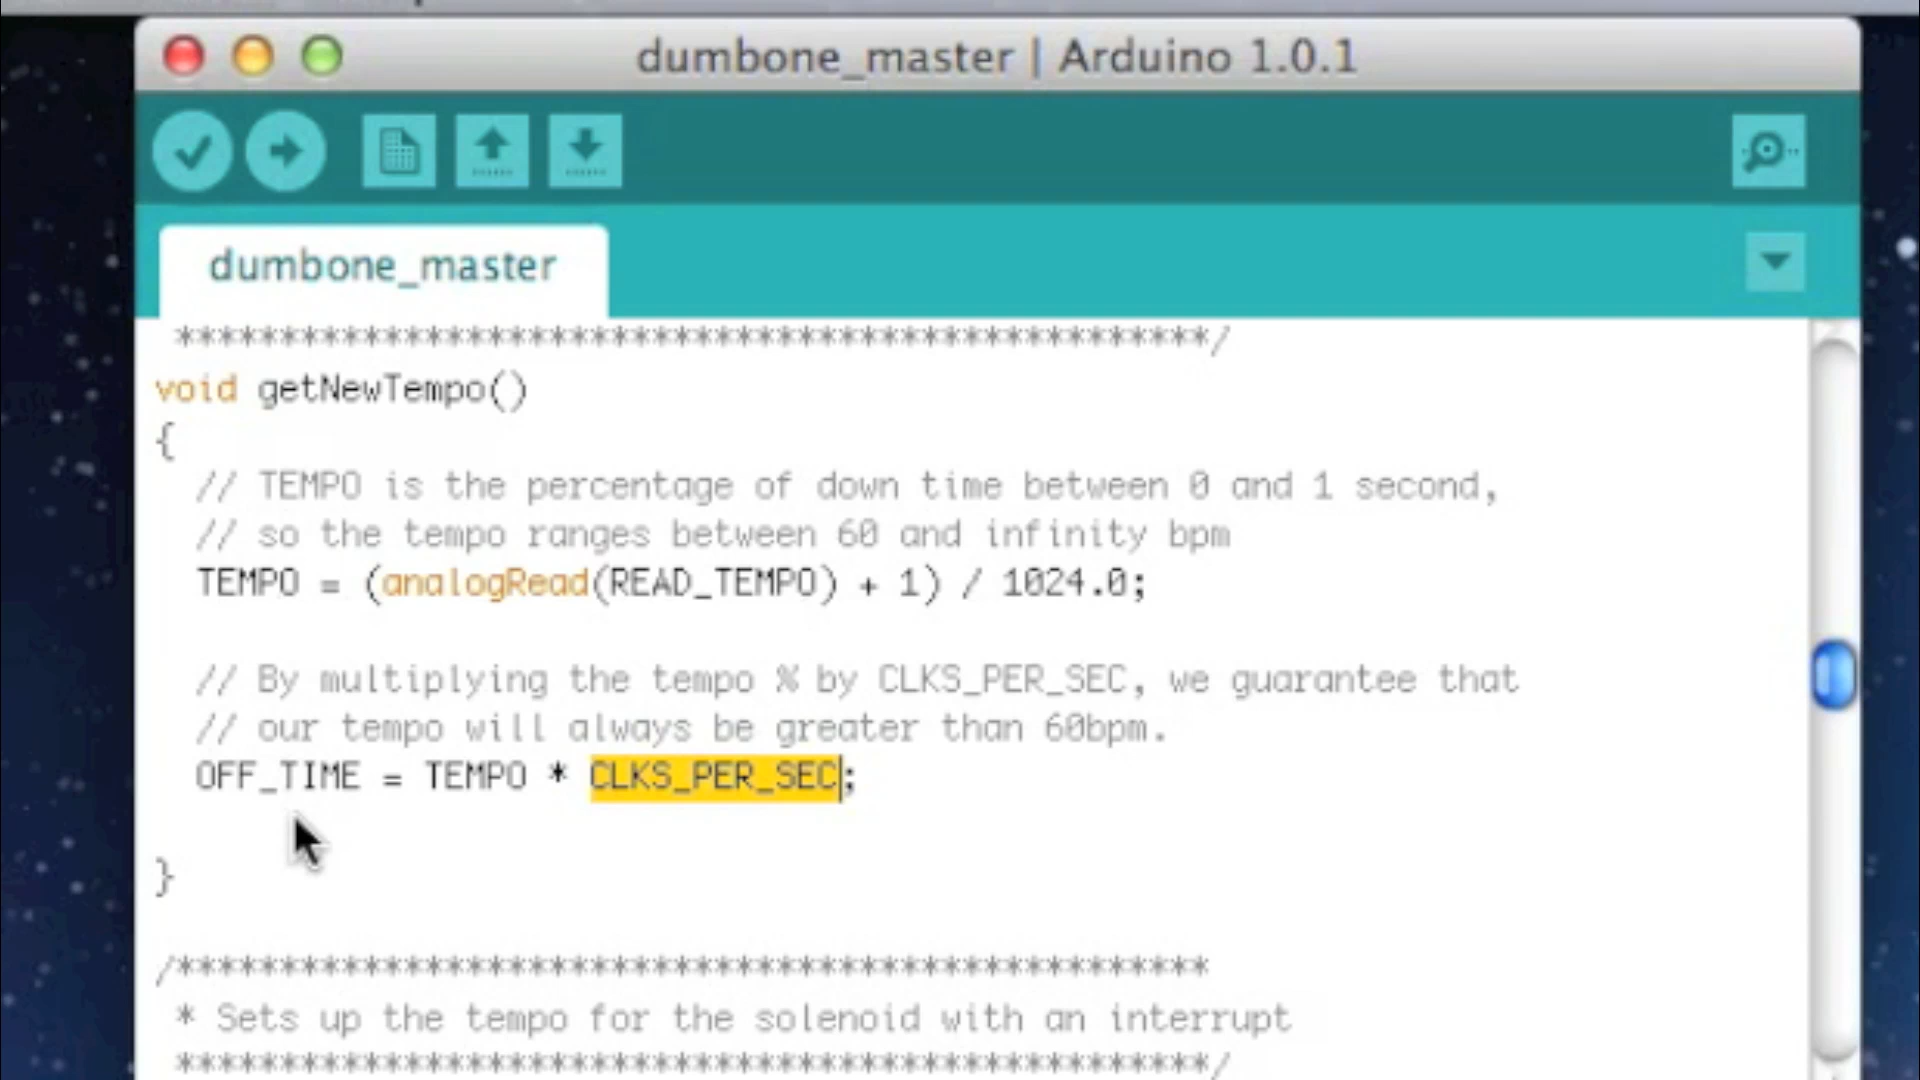 dumbone_master | Arduino 1.0.1
dumbone_master
**************************************************/
void getNewTempo()
{
// TEMPO is the percentage of down time between 0 and 1 second,
// so the tempo ranges between 60 and infinity bpm
TEMPO = (analogRead(READ_TEMPO) + 1) / 1024.0;
// By multiplying the tempo % by CLKS_PER_SEC, we guarantee that
// our tempo will always be greater than 60bpm.
OFF_TIME = TEMPO * CLKS_PER_SEC;
}
/**************************************************
* Sets up the tempo for the solenoid with an interrupt
**************************************************/